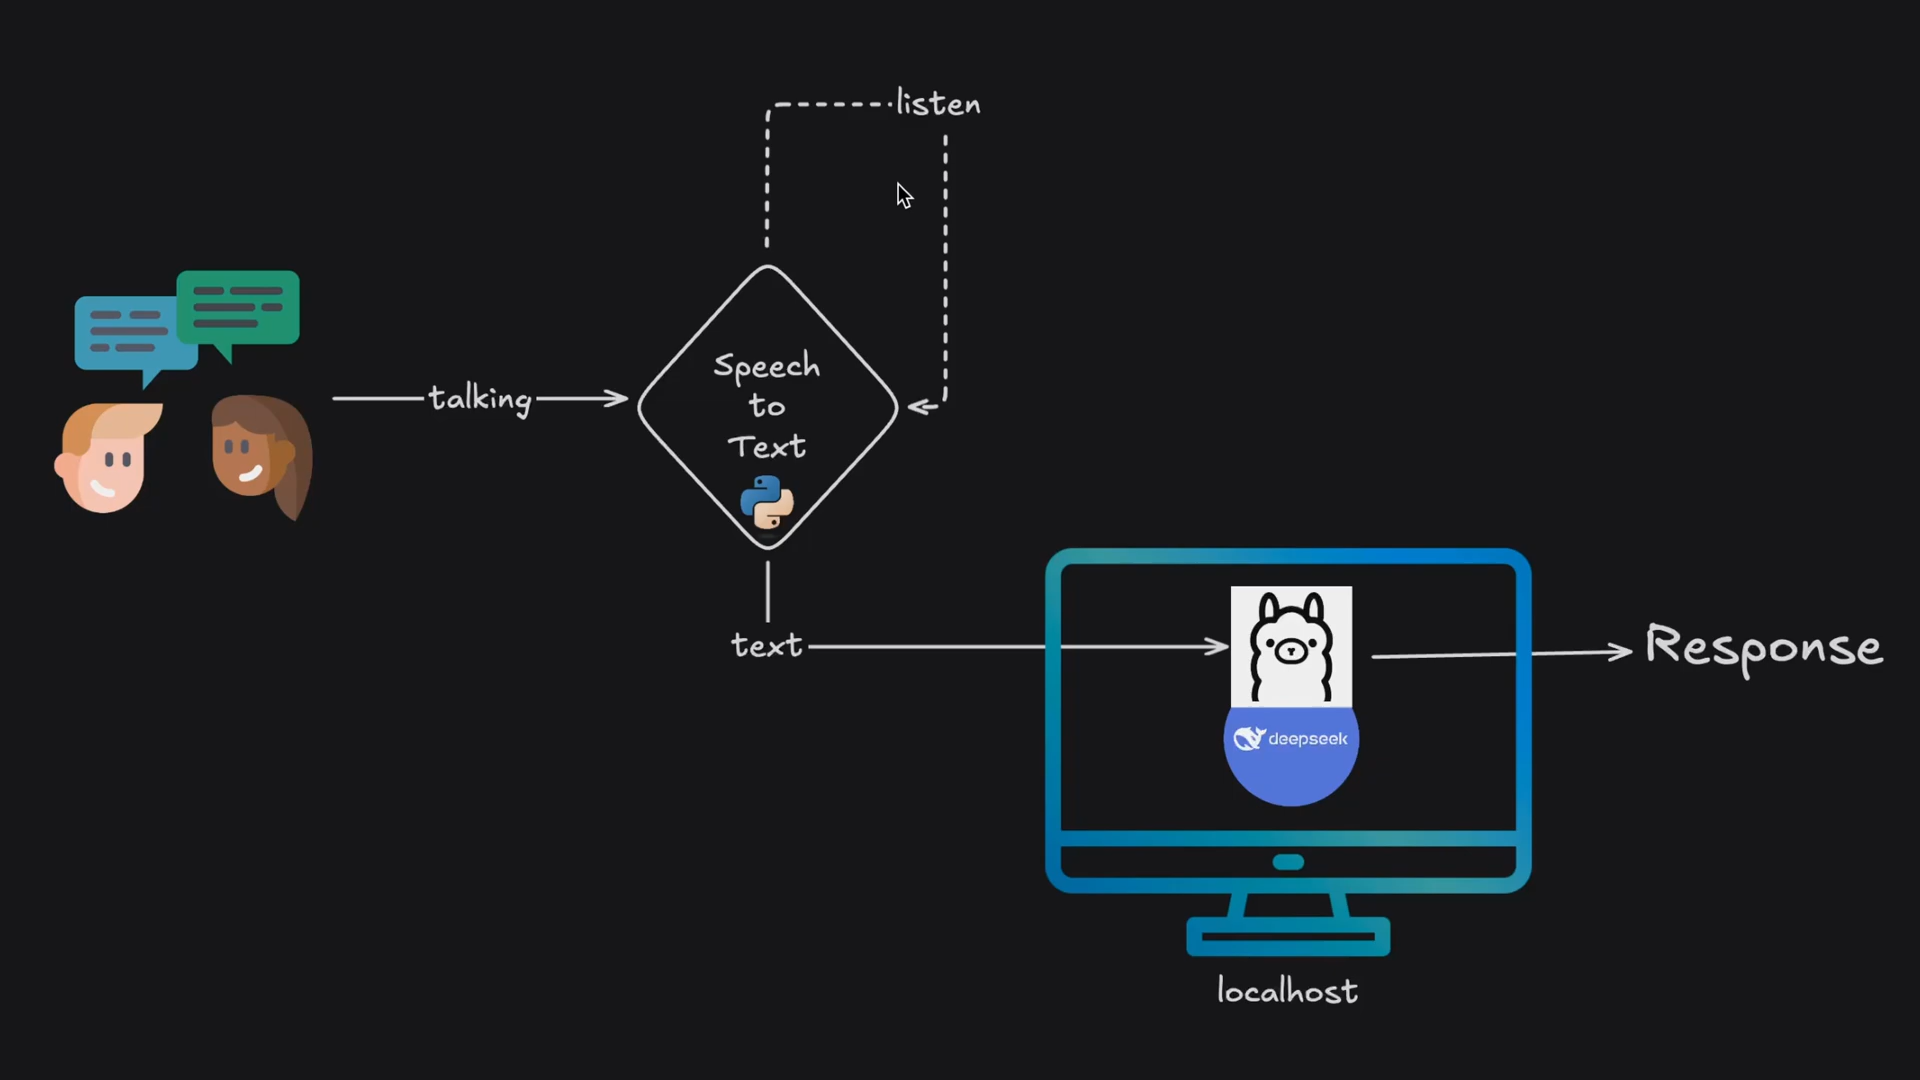 listen
talking
Speech
to
Text
text
Response
deepseek
localhost